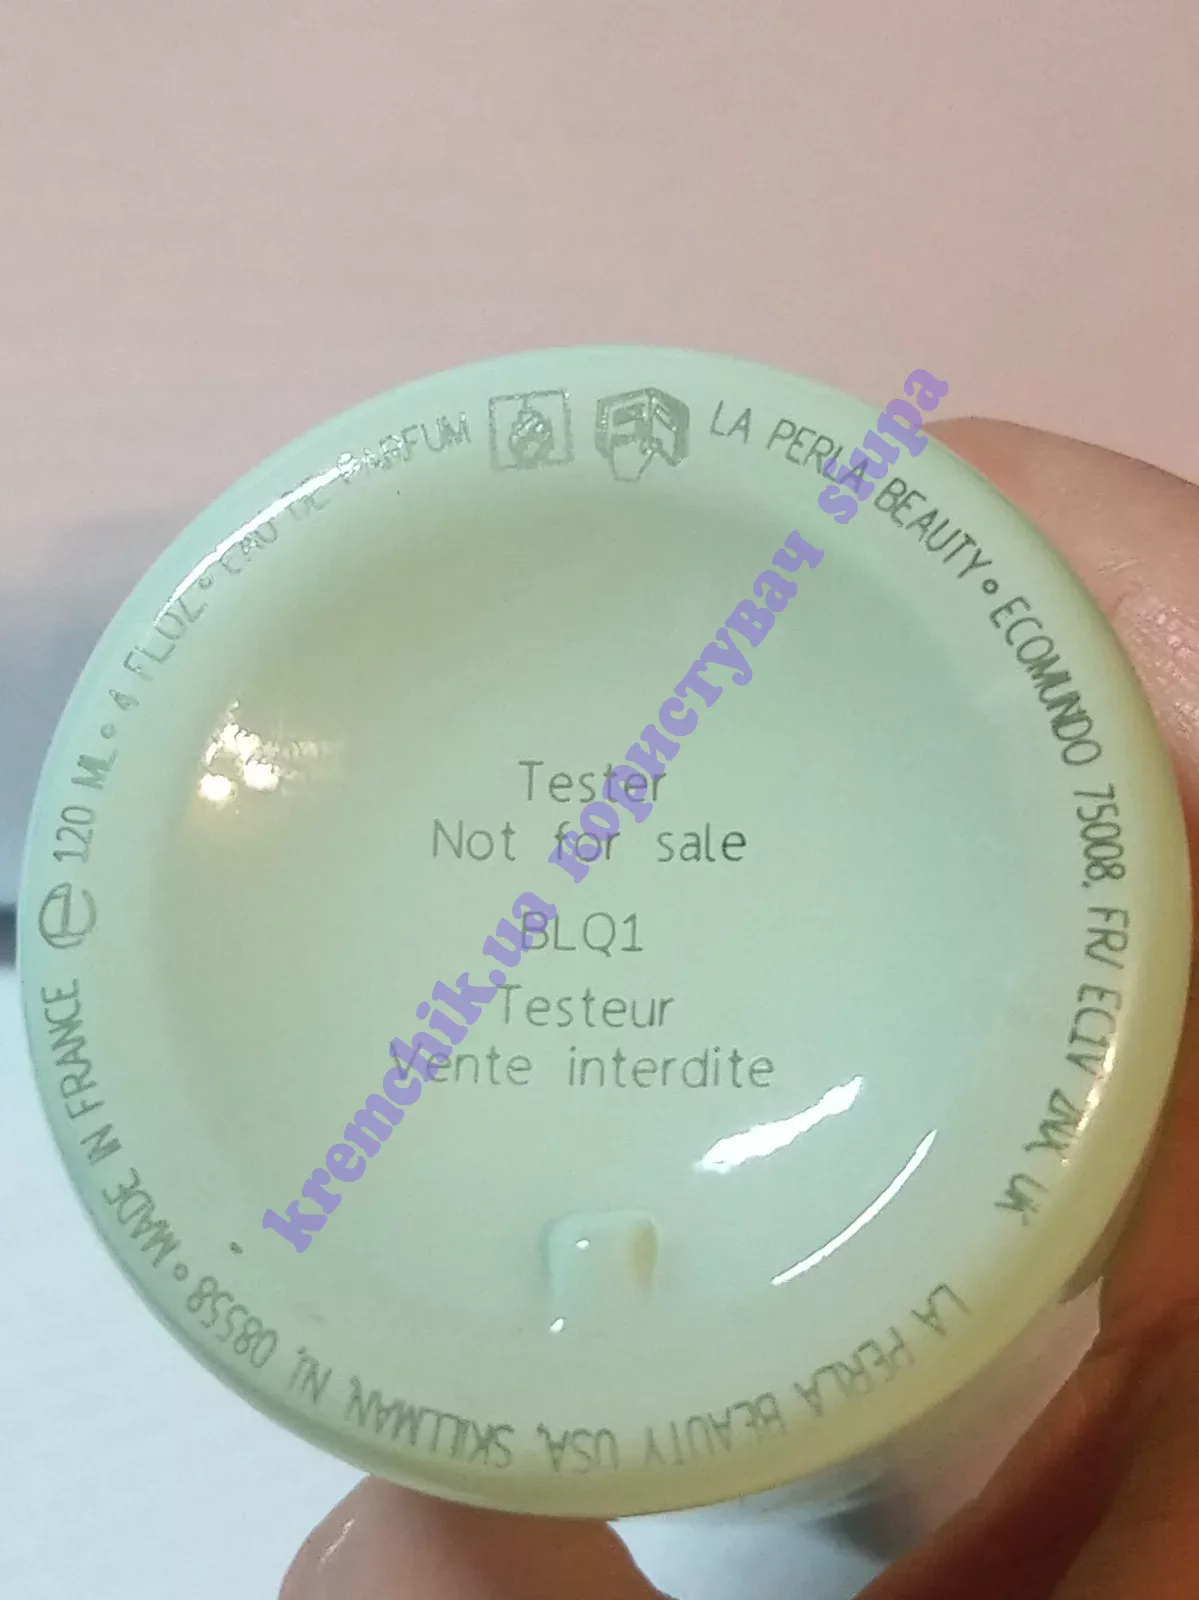 Tester
Not for sale
BLQ1
Testeur
Vente interdite
LA PERLA BEAUTY ° ECOMUNDO 75008, FR/ EC1V 2NX, UK
LA PERLA BEAUTY USA, SKILLMAN, NJ, 08558 ° MADE IN FRANCE ℮ 120 ML ° 4 FL.OZ. ° EAU DE PARFUM
kremchik.ua користувач siupa